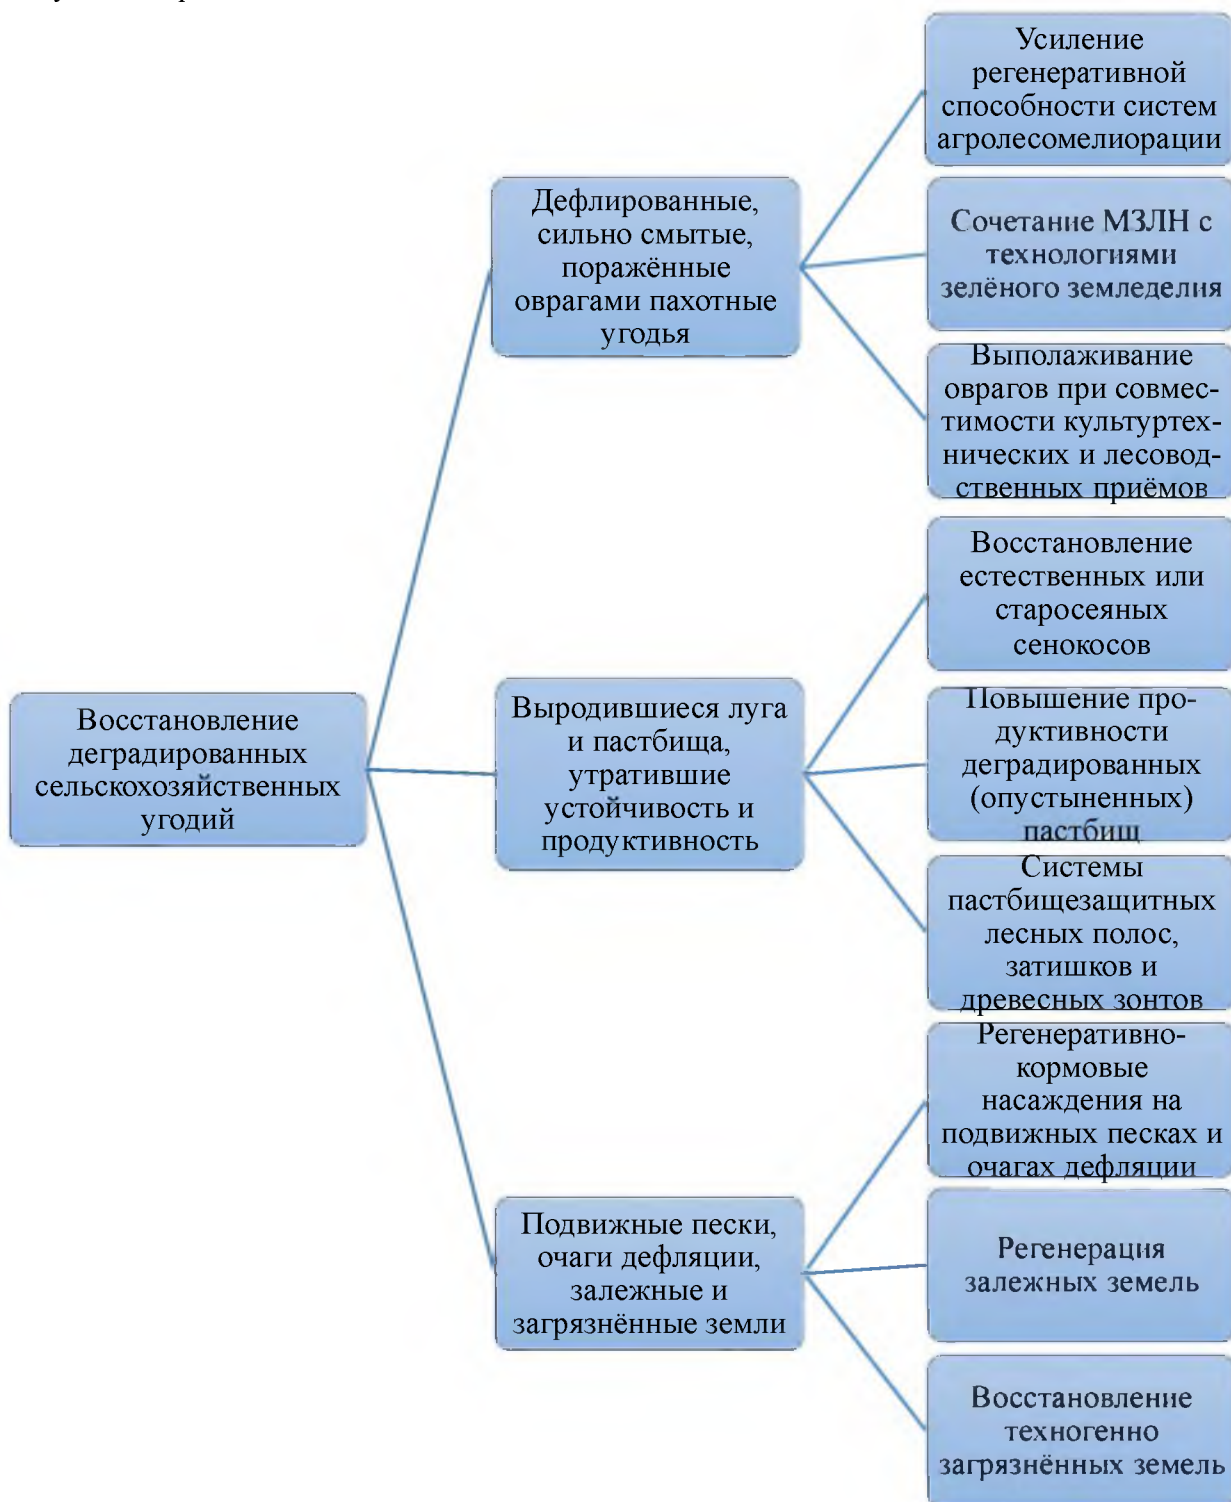 Усиление
регенеративной
способности систем
агролесомелиорации
Дефлированные,
сильно смытые,
поражённые
оврагами пахотные
угодья
Сочетание МЗЛН с
технологиями
зелёного земледелия
Выполаживание
оврагов при совмес-
тимости культуртех-
нических и лесовод-
ственных приёмов
Восстановление
деградированных
сельскохозяйственных
угодий
Выродившиеся луга
и пастбища,
утратившие
устойчивость и
продуктивность
Восстановление
естественных или
старосеяных
сенокосов
Повышение про-
дуктивности
деградированных
(опустыненных)
пастбищ
Системы
пастбищезащитных
лесных полос,
затишков и
древесных зонтов
Подвижные пески,
очаги дефляции,
залежные и
загрязнённые земли
Регенеративно-
кормовые
насаждения на
подвижных песках и
очагах дефляции
Регенерация
залежных земель
Восстановление
техногенно
загрязнённых земель